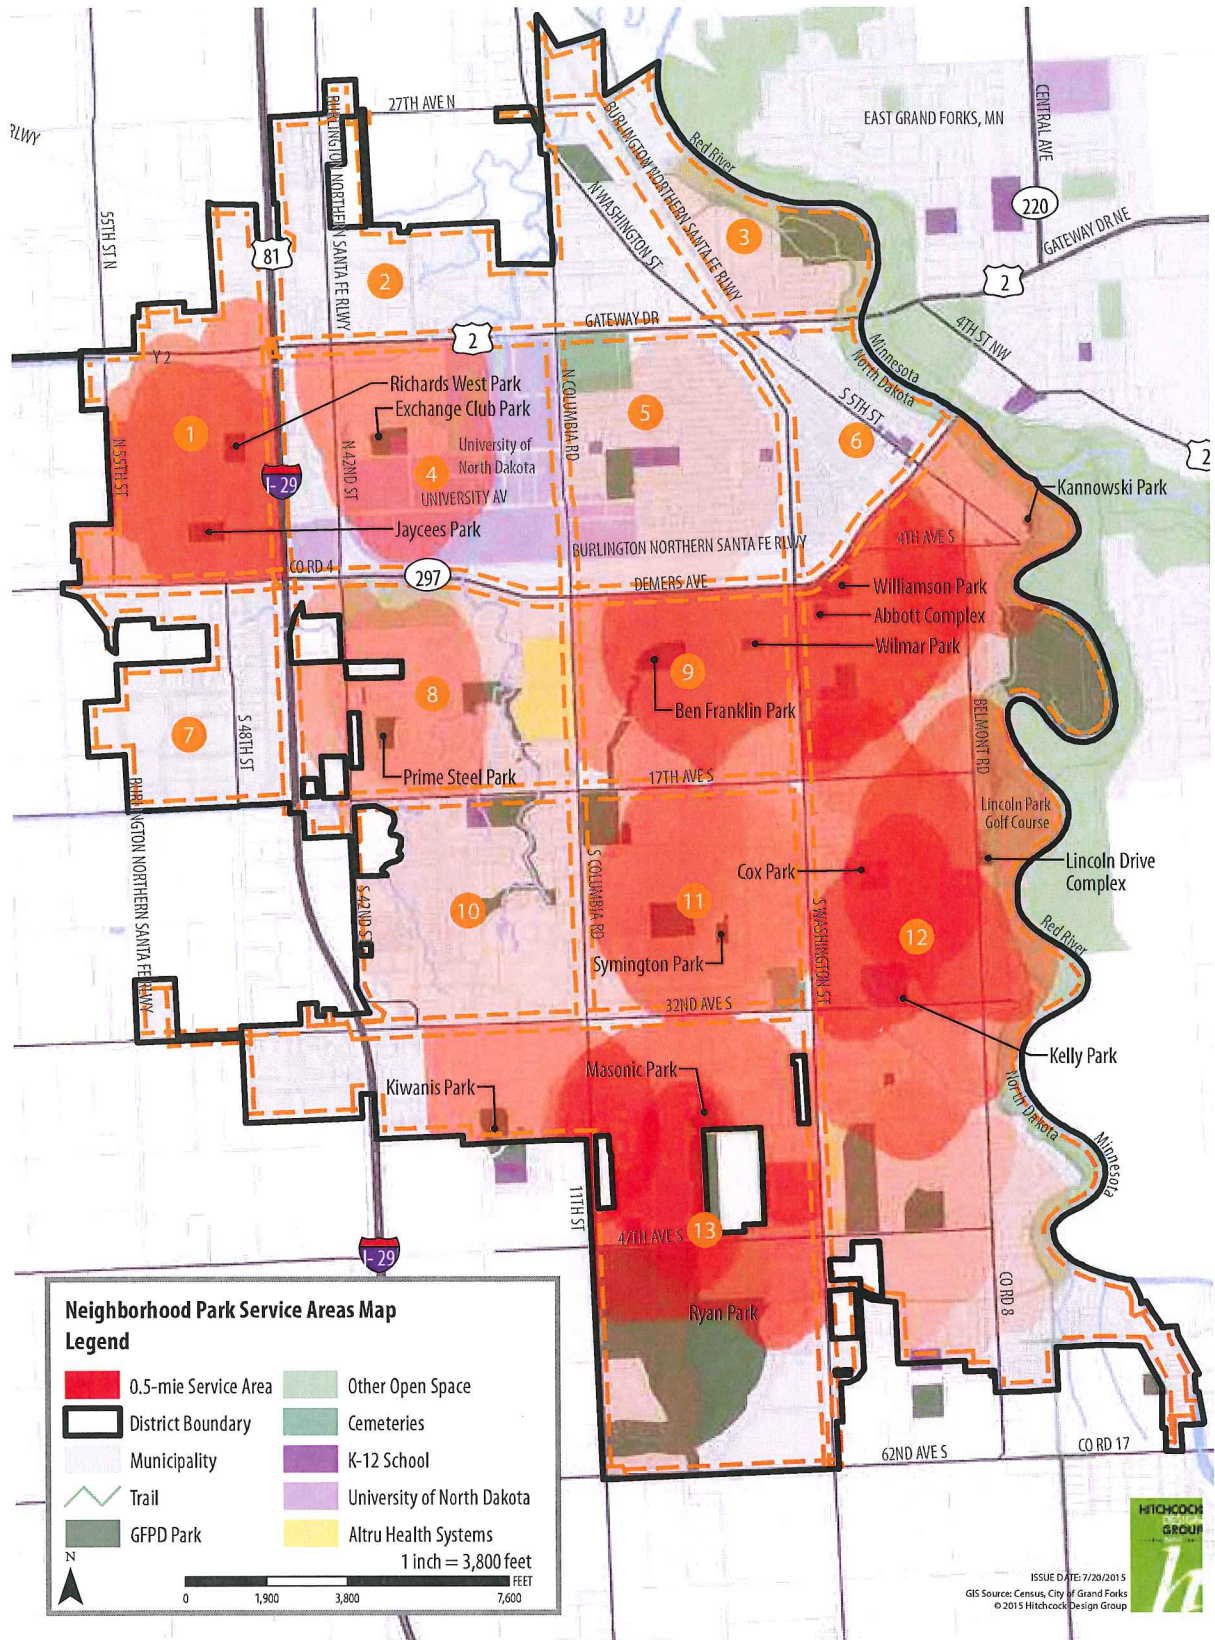 27TH AVE N
BURLINGTON NORTHERN SANTA FE RLWY
BURLINGTON NORTHERN SANTA FE RLWY
Red River
EAST GRAND FORKS, MN
CENTRAL AVE
220
GATEWAY DR NE
2
4TH ST NW
2
RLWY
55TH ST N
81
N WASHINGTON ST
3
2
GATEWAY DR
2
Minnesota
North Dakota
Y 2
Richards West Park
Exchange Club Park
N COLUMBIA RD
S 5TH ST
1
5
6
University of
North Dakota
N 55TH ST
I-29
N 42ND ST
4
UNIVERSITY AV
Kannowski Park
Jaycees Park
BURLINGTON NORTHERN SANTA FE RLWY
4TH AVE S
CO RD 4
297
DEMERS AVE
Williamson Park
Abbott Complex
Wilmar Park
9
8
Ben Franklin Park
BELMONT RD
7
S 48TH ST
Prime Steel Park
17TH AVE S
Lincoln Park
Golf Course
BURLINGTON NORTHERN SANTA FE RLWY
Cox Park
Lincoln Drive
Complex
S 42ND ST
S COLUMBIA RD
10
11
S WASHINGTON ST
12
Red River
Symington Park
32ND AVE S
Kelly Park
Masonic Park
Kiwanis Park
North Dakota
Minnesota
11TH ST
47TH AVE S
13
I-29
CO RD 8
Ryan Park
62ND AVE S
CO RD 17
Neighborhood Park Service Areas Map
Legend
0.5-mie Service Area
District Boundary
Municipality
Trail
GFPD Park
Other Open Space
Cemeteries
K-12 School
University of North Dakota
Altru Health Systems
N
1 inch = 3,800 feet
FEET
0 1,900 3,800 7,600
HITCHCOCK
DESIGN
GROUP
h
ISSUE DATE: 7/20/2015
GIS Source: Census, City of Grand Forks
© 2015 Hitchcock Design Group